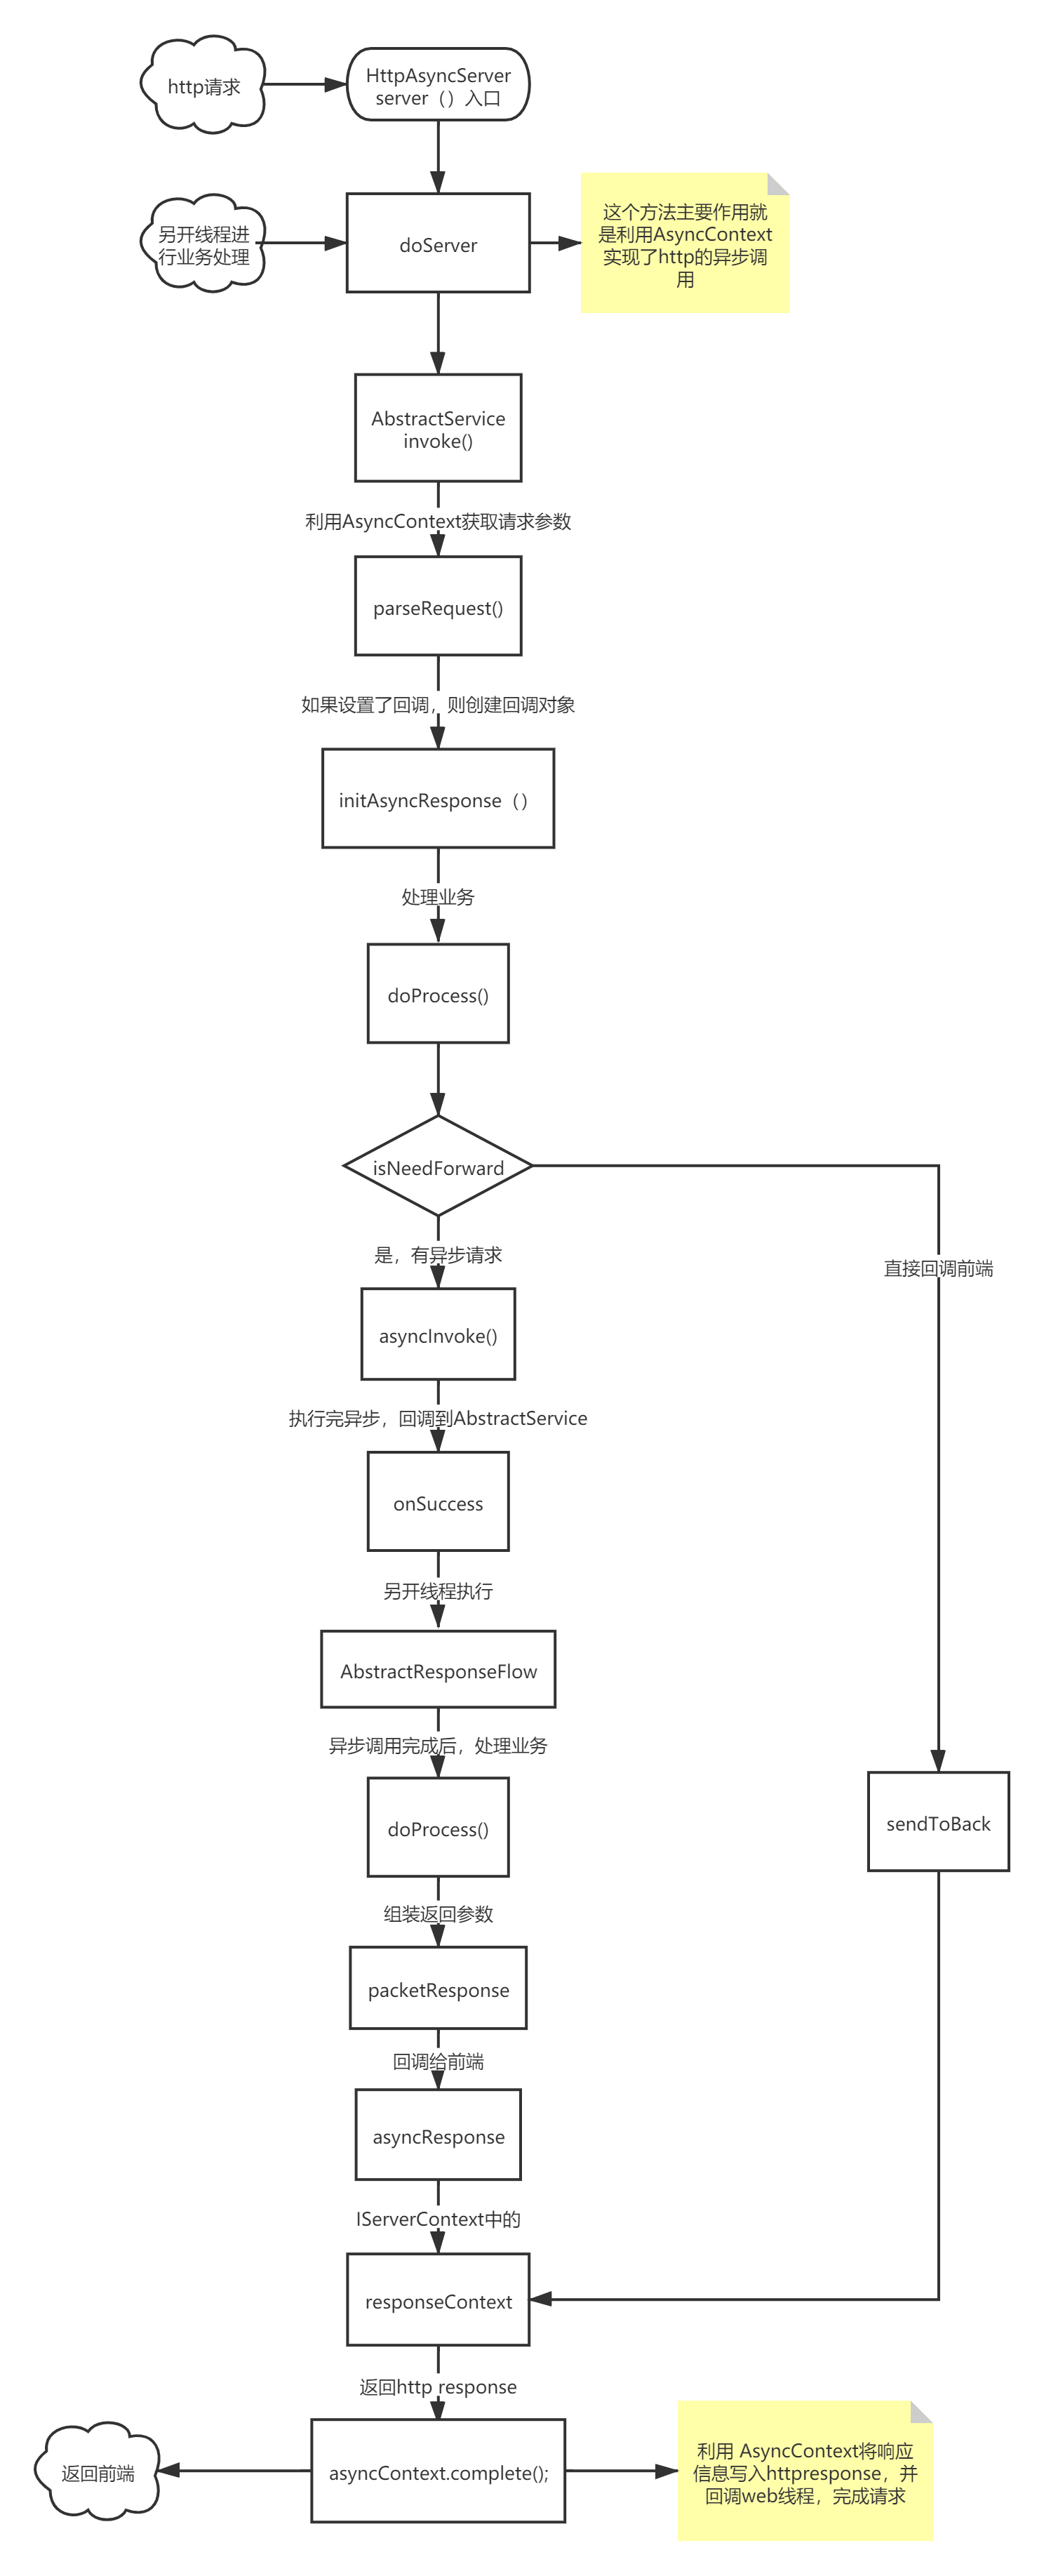 http请求
HttpAsyncServer
server（）入口
另开线程进
行业务处理
doServer
这个方法主要作用就
是利用AsyncContext
实现了http的异步调
用
AbstractService
invoke()
利用AsyncContext获取请求参数
parseRequest()
如果设置了回调，则创建回调对象
initAsyncResponse（）
处理业务
doProcess()
isNeedForward
是，有异步请求
直接回调前端
asyncInvoke()
执行完异步，回调到AbstractService
onSuccess
另开线程执行
AbstractResponseFlow
异步调用完成后，处理业务
doProcess()
sendToBack
组装返回参数
packetResponse
回调给前端
asyncResponse
IServerContext中的
responseContext
返回http response
返回前端
asyncContext.complete();
利用 AsyncContext将响应
信息写入httpresponse，并
回调web线程，完成请求